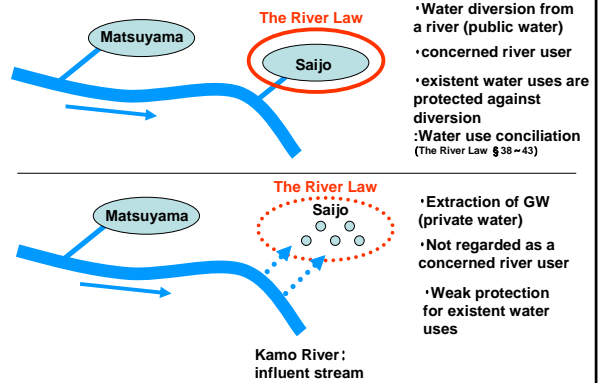 The River Law
Matsuyama
Saijo
・Water diversion from
a river (public water)
・concerned river user
・existent water uses are
protected against
diversion
:Water use conciliation
(The River Law §38~43)
The River Law
Matsuyama
Saijo
・Extraction of GW
(private water)
・Not regarded as a
concerned river user
・Weak protection
for existent water
uses
Kamo River:
influent stream